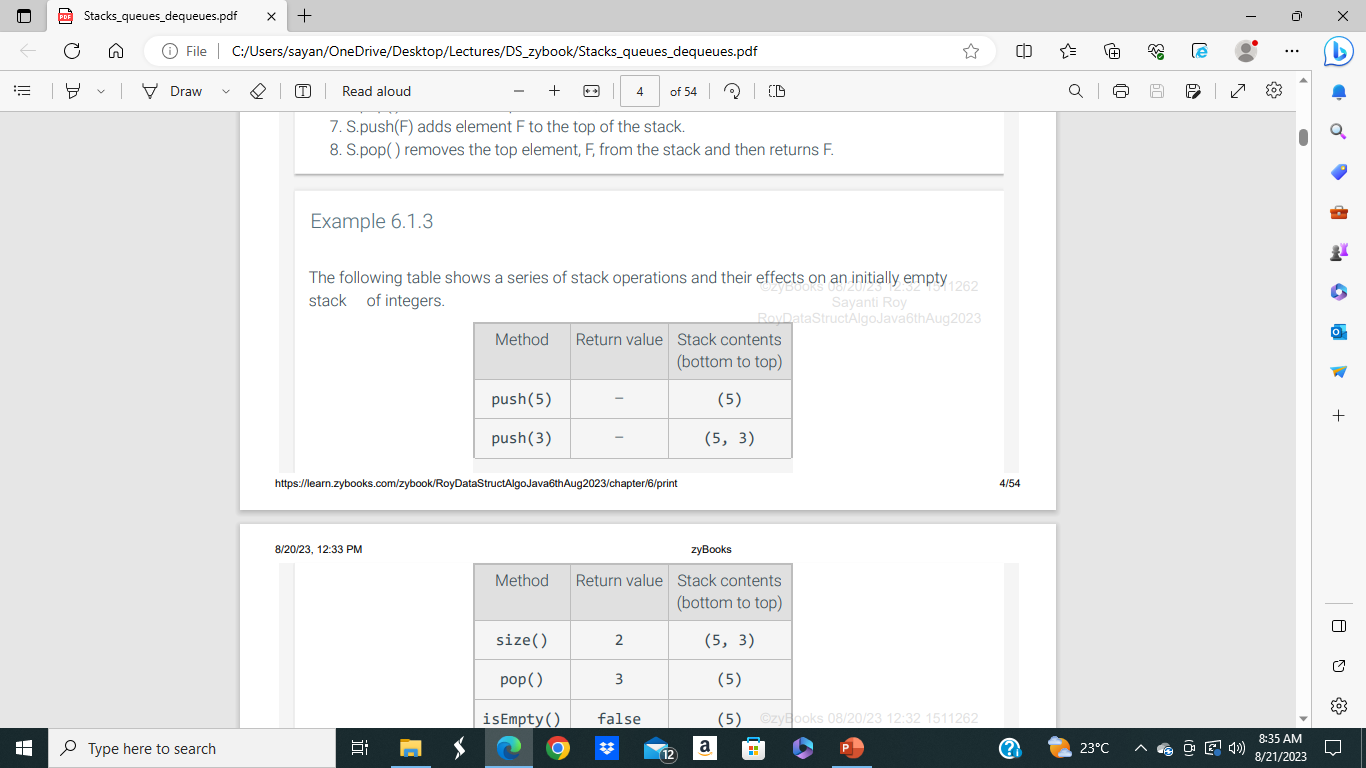 Stacks_queues_dequeues.pdf
File
C:/Users/sayan/OneDrive/Desktop/Lectures/DS_zybook/Stacks_queues_dequeues.pdf
Draw
Read aloud
4 of 54
7. S.push(F) adds element F to the top of the stack.
8. S.pop( ) removes the top element, F, from the stack and then returns F.
Example 6.1.3
The following table shows a series of stack operations and their effects on an initially empty
stack of integers.
©zyBooks 08/20/23 12:32 1511262
Sayanti Roy
RoyDataStructAlgoJava6thAug2023
Method Return value Stack contents
(bottom to top)
push(5) – (5)
push(3) – (5, 3)
https://learn.zybooks.com/zybook/RoyDataStructAlgoJava6thAug2023/chapter/6/print 4/54
8/20/23, 12:33 PM zyBooks
Method Return value Stack contents
(bottom to top)
size() 2 (5, 3)
pop() 3 (5)
isEmpty() false (5)
©zyBooks 08/20/23 12:32 1511262
Type here to search
12
23°C
8:35 AM
8/21/2023